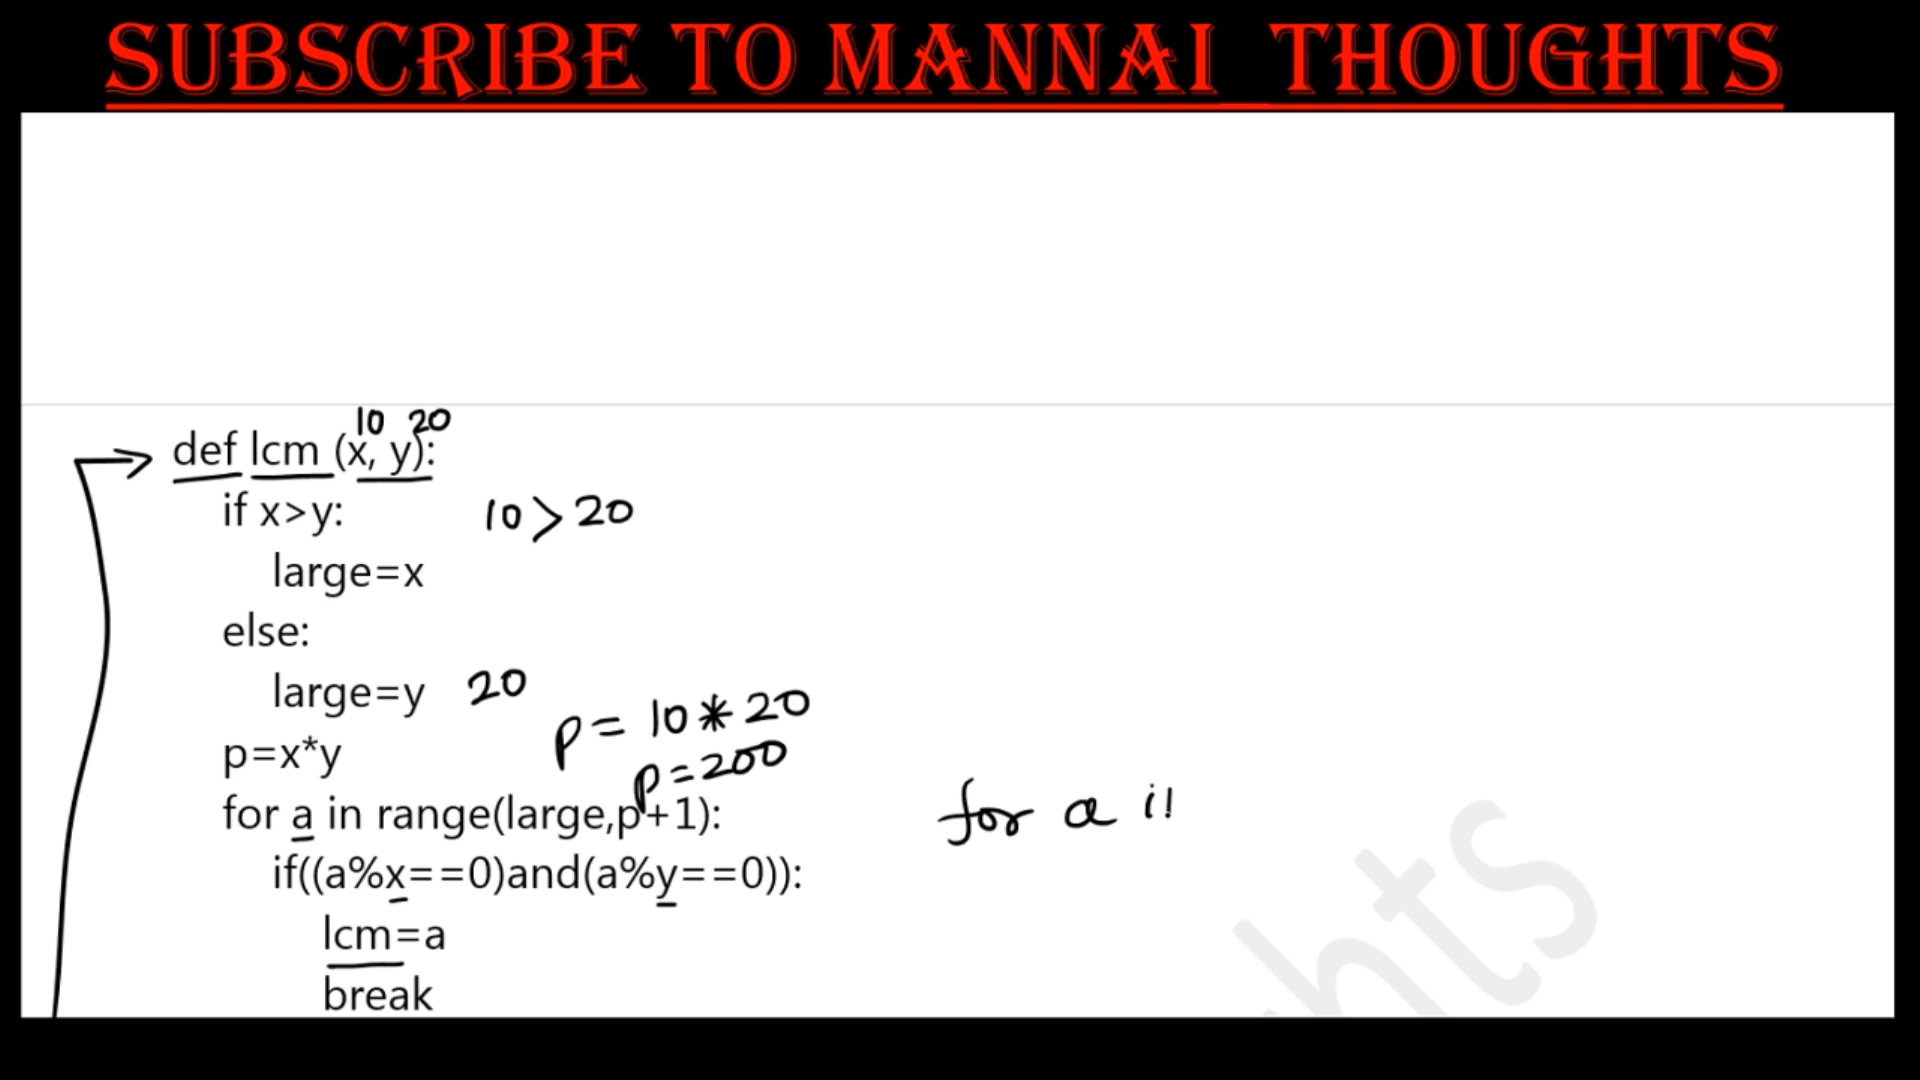 SUBSCRIBE TO MANNAI THOUGHTS
10 20
def lcm (x, y):
if x>y: 10>20
large=x
else:
large=y 20
p= 10*20
p=x*y
p=200
for a in range(large,p+1): for a
if((a%x==0)and(a%y==0)):
lcm=a
break